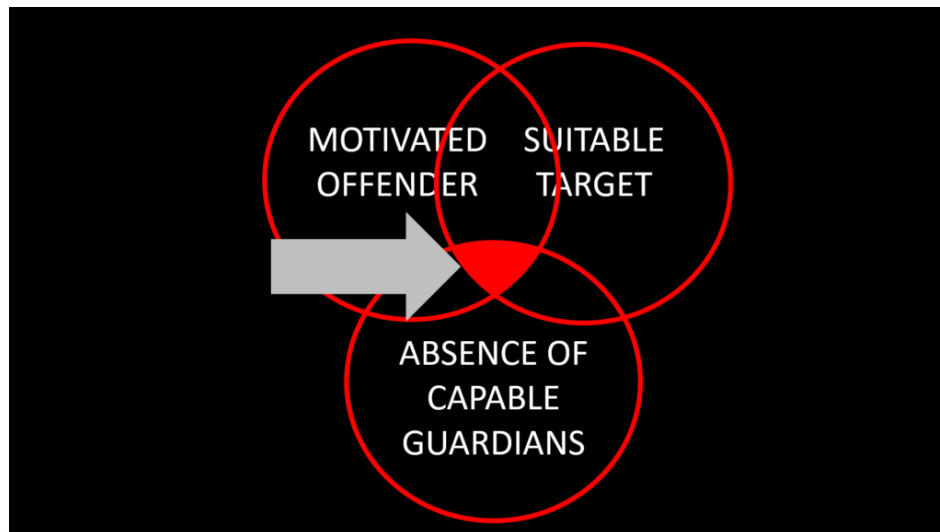 MOTIVATED
OFFENDER
SUITABLE
TARGET
ABSENCE OF
CAPABLE
GUARDIANS